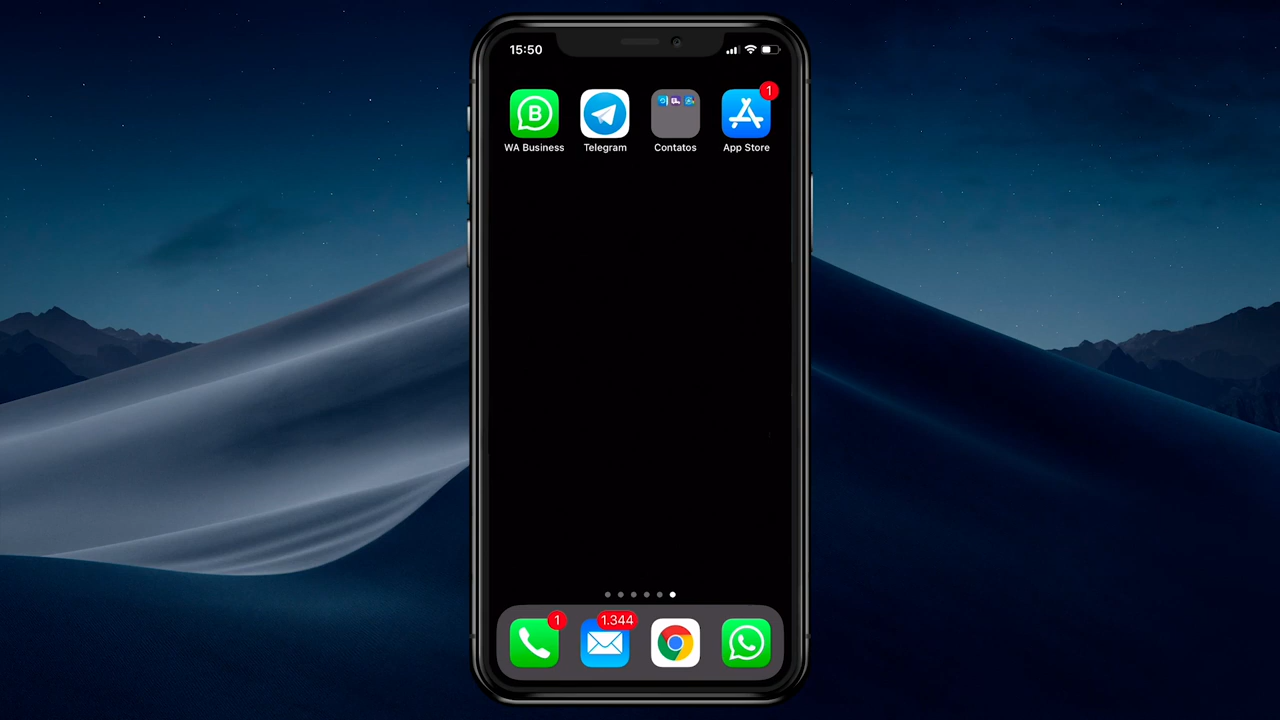 15:50
1
WA Business
Telegram
Contatos
App Store
1
1.344